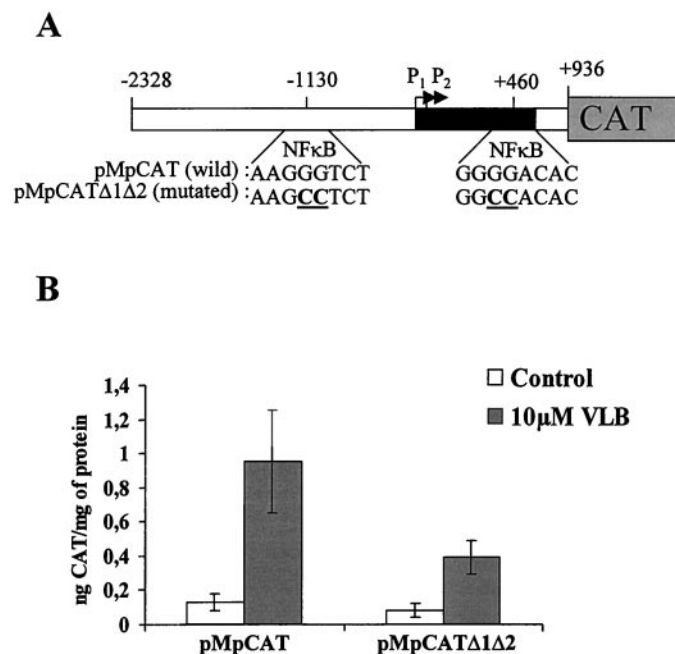 A
-2328 -1130 P1 P2 +460 +936
CAT
NFκB NFκB
pMpCAT (wild) :AAGGGTCT GGGGACAC
pMpCATΔ1Δ2 (mutated) :AAGCCTCT GGCCACAC
B
ng CAT/mg of protein
1,4
1,2
1
0,8
0,6
0,4
0,2
0
Control
10μM VLB
pMpCAT pMpCATΔ1Δ2